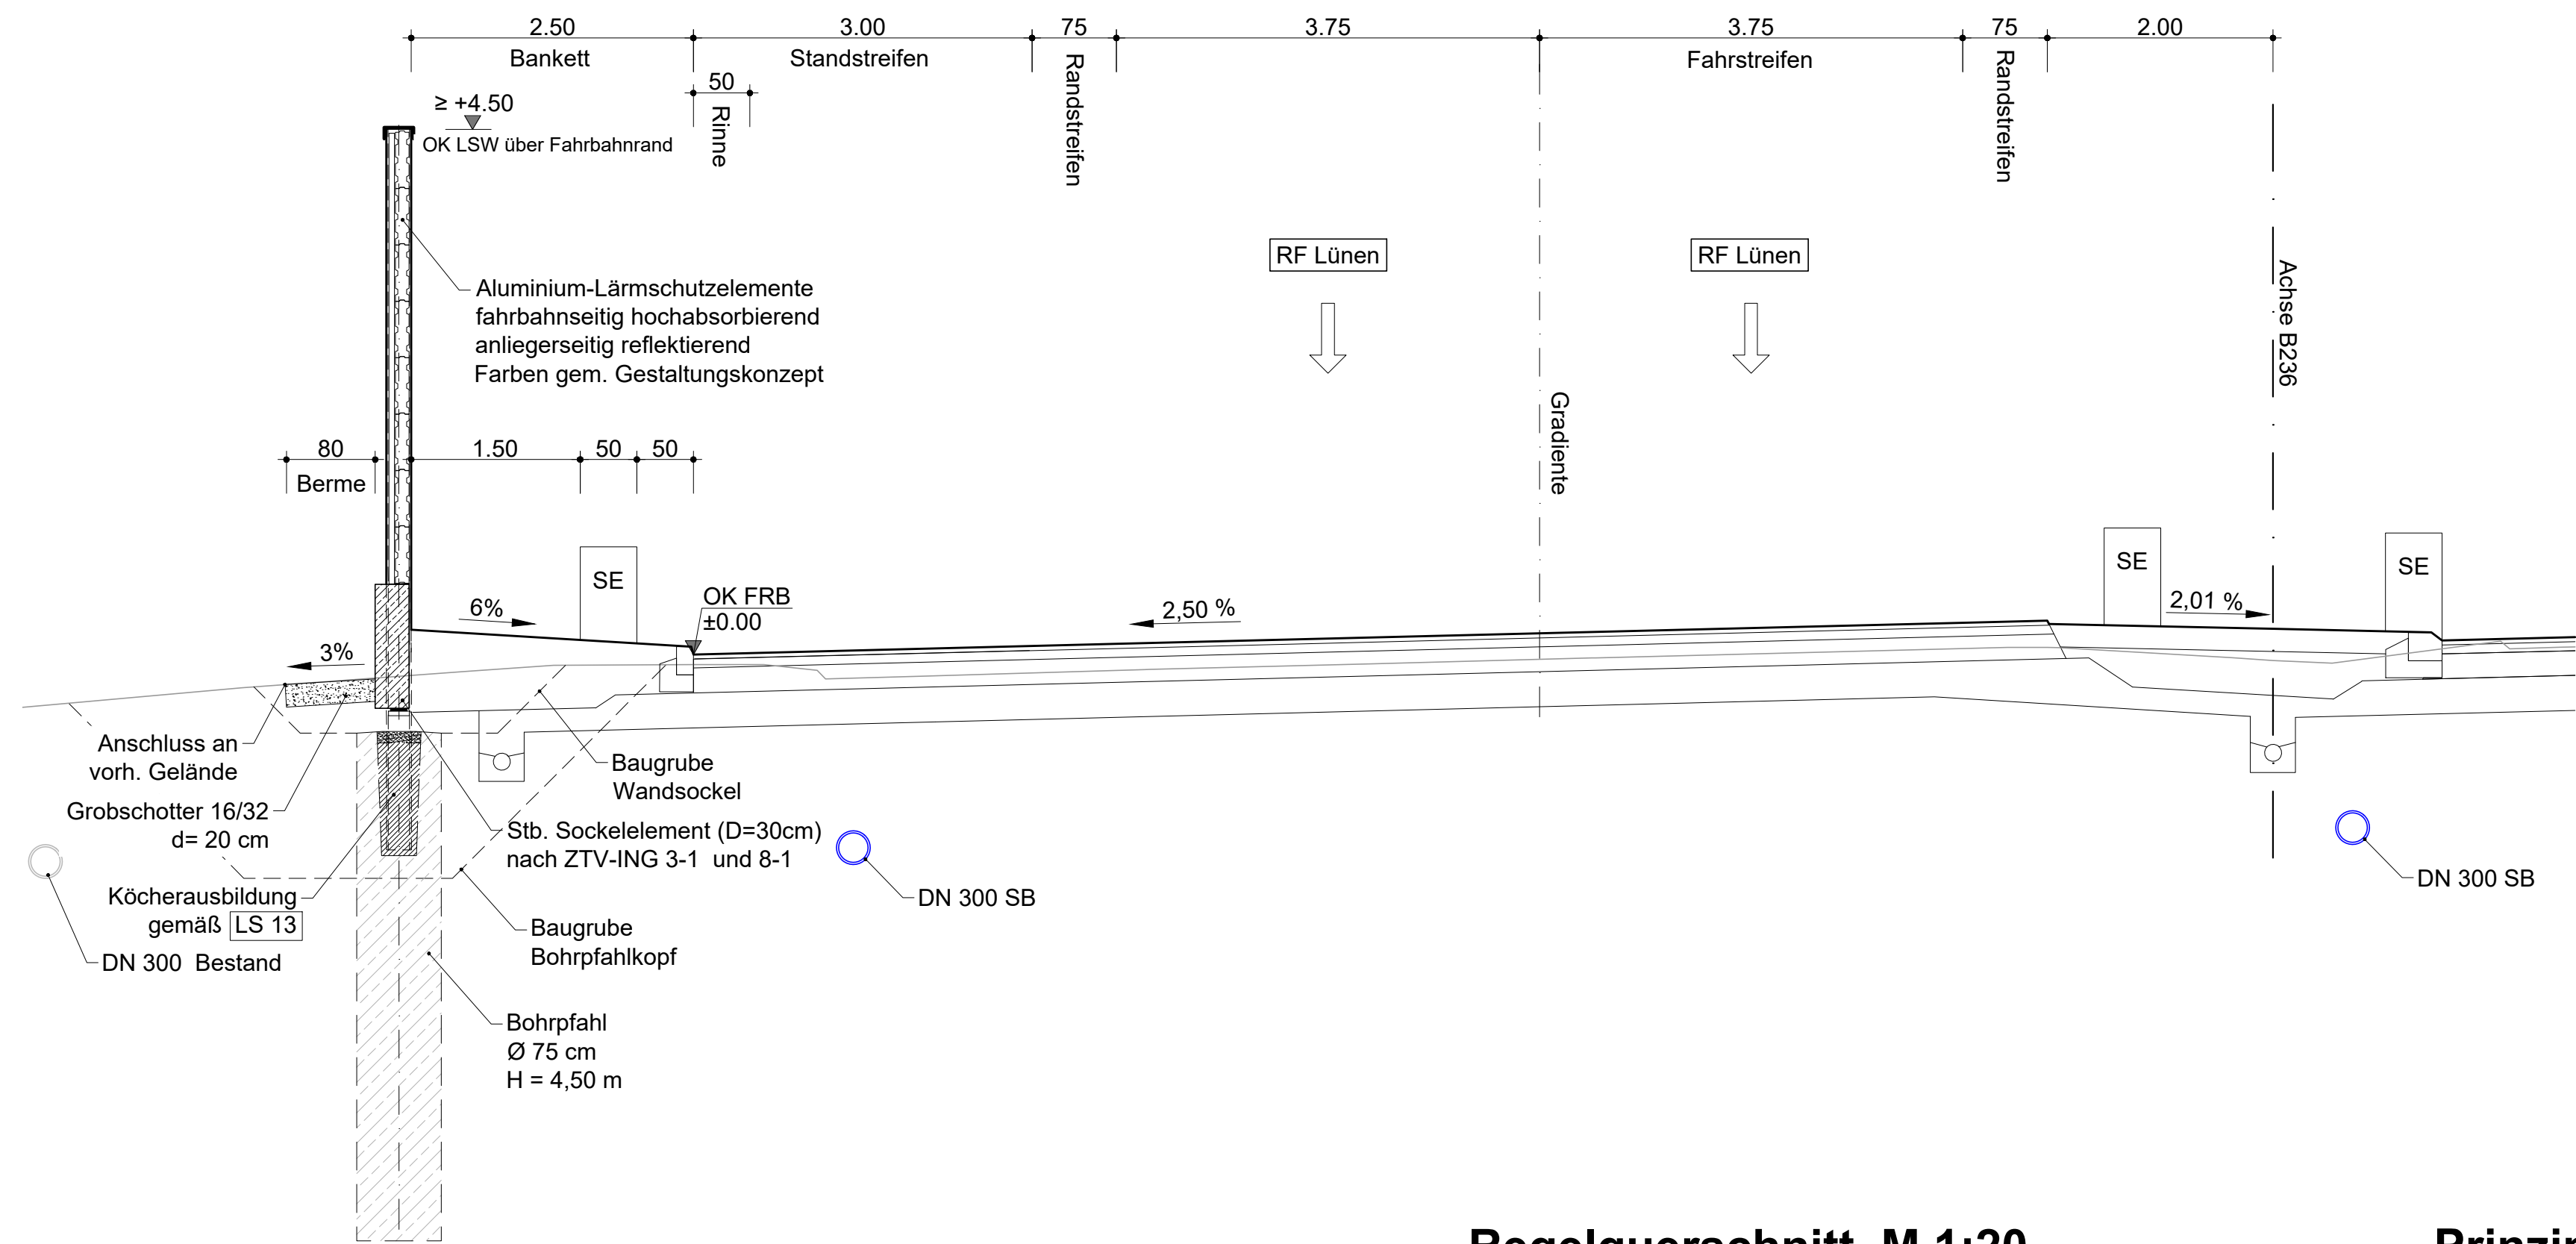 2.50
3.00
75
3.75
3.75
75
2.00
Bankett
Standstreifen
Randstreifen
Fahrstreifen
Randstreifen
50
Rinne
≥ +4.50
OK LSW über Fahrbahnrand
RF Lünen
RF Lünen
Achse B236
Aluminium-Lärmschutzelemente
fahrbahnseitig hochabsorbierend
anliegerseitig reflektierend
Farben gem. Gestaltungskonzept
Gradiente
80
1.50
50
50
Berme
SE
SE
SE
6%
OK FRB
±0.00
2,50 %
2,01 %
3%
Anschluss an
vorh. Gelände
Grobschotter 16/32
d= 20 cm
Köcherausbildung
gemäß LS 13
DN 300 Bestand
Baugrube
Wandsockel
Stb. Sockelelement (D=30cm)
nach ZTV-ING 3-1 und 8-1
DN 300 SB
DN 300 SB
Baugrube
Bohrpfahlkopf
Bohrpfahl
Ø 75 cm
H = 4,50 m
Regelquerschnitt M 1:20